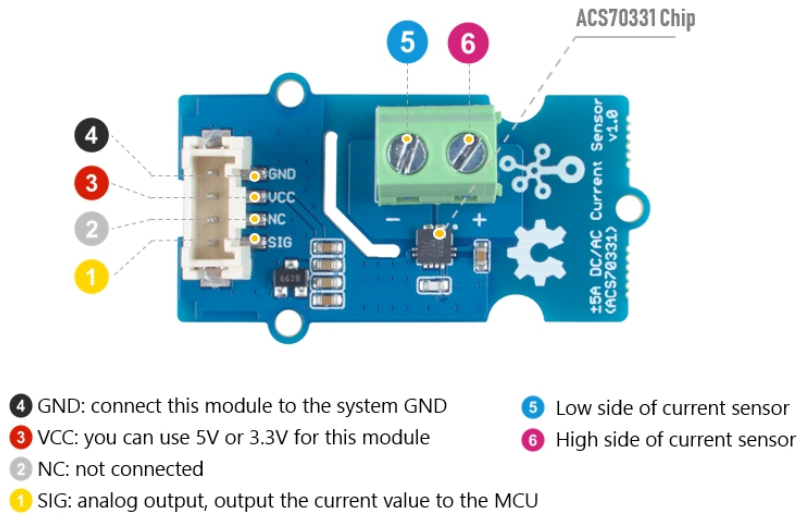 ACS70331 Chip
5
6
4
3
2
1
GND
VCC
NC
SIG
- +
662B
±5A DC/AC Current Sensor
(ACS70331) v1.0
4 GND: connect this module to the system GND
3 VCC: you can use 5V or 3.3V for this module
2 NC: not connected
1 SIG: analog output, output the current value to the MCU
5 Low side of current sensor
6 High side of current sensor